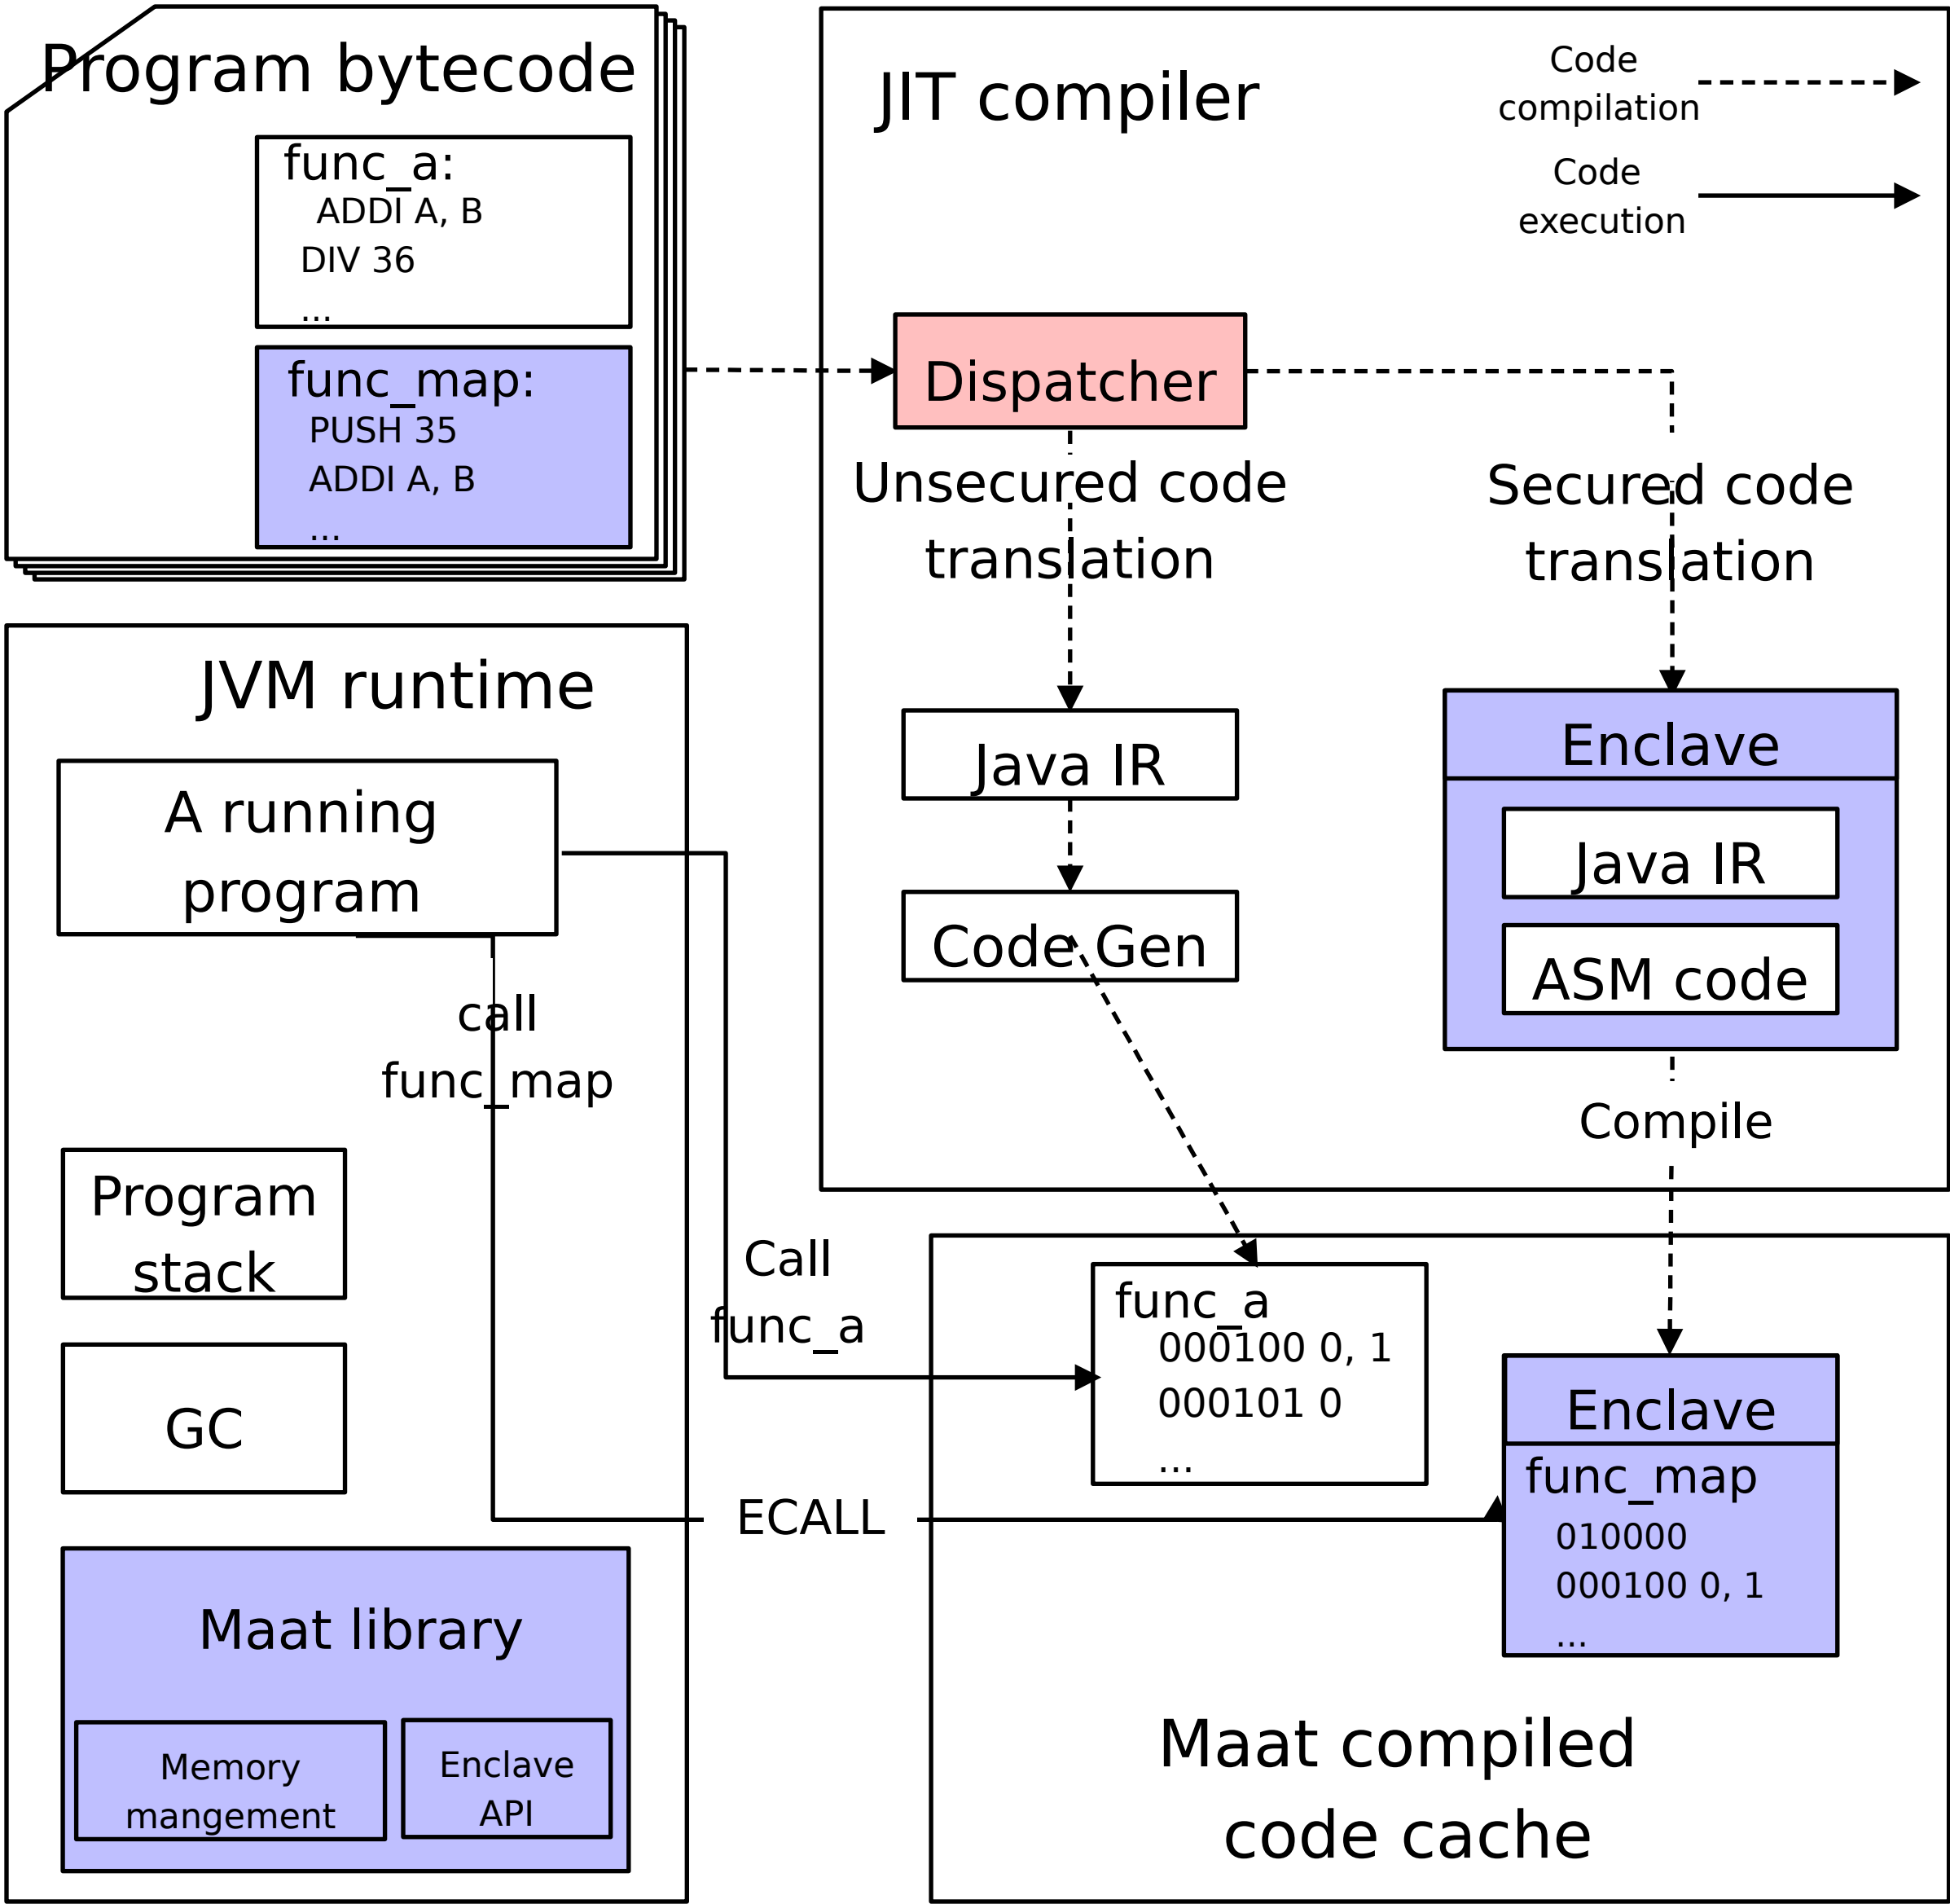 Program bytecode
func_a:
ADDI A, B
DIV 36
...
func_map:
PUSH 35
ADDI A, B
...
JIT compiler
Code
compilation
Code
execution
Dispatcher
Unsecured code
translation
Secured code
translation
Java IR
Code Gen
Enclave
Java IR
ASM code
Compile
JVM runtime
A running
program
call
func_map
Program
stack
GC
Call
func_a
ECALL
Maat library
Memory
mangement
Enclave
API
func_a
000100 0, 1
000101 0
...
Enclave
func_map
010000
000100 0, 1
...
Maat compiled
code cache